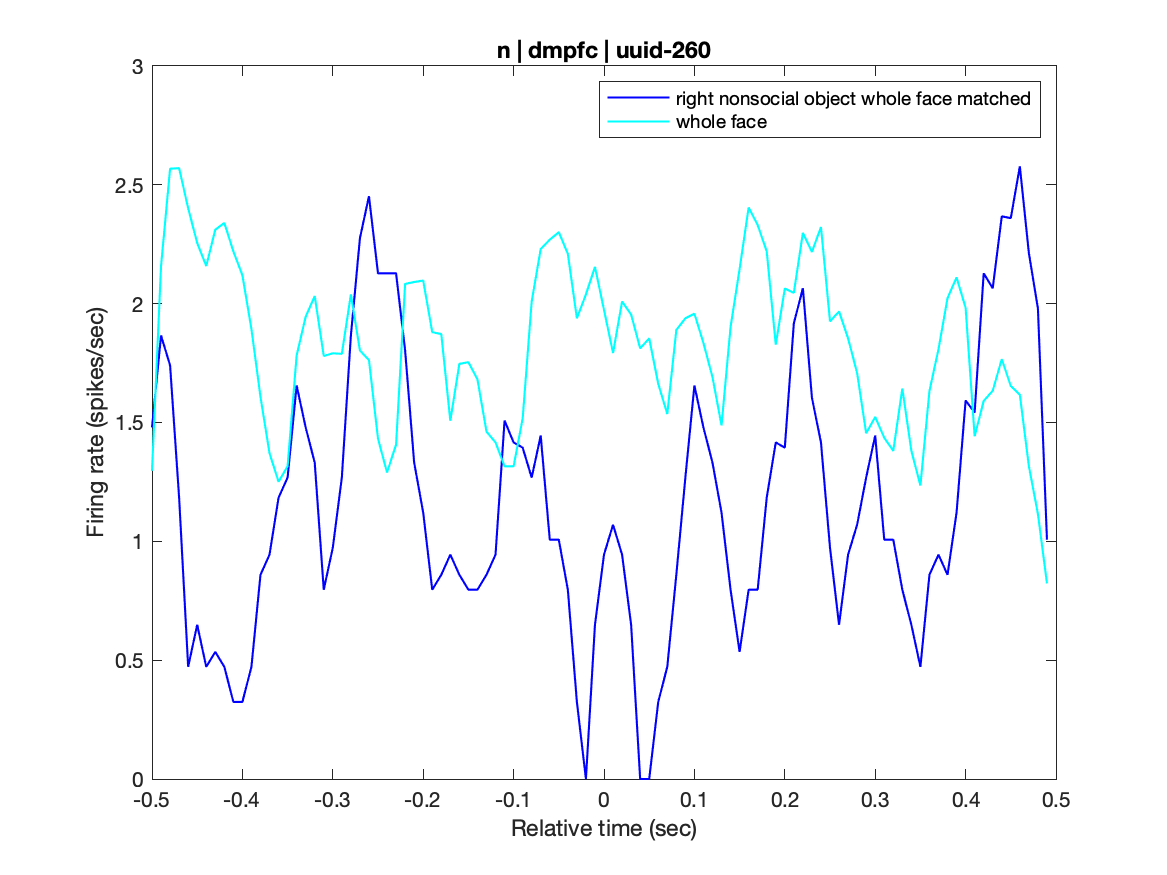 n | dmpfc | uuid-260
right nonsocial object whole face matched
whole face
Firing rate (spikes/sec)
3
2.5
2
1.5
1
0.5
0
-0.5 -0.4 -0.3 -0.2 -0.1 0 0.1 0.2 0.3 0.4 0.5
Relative time (sec)